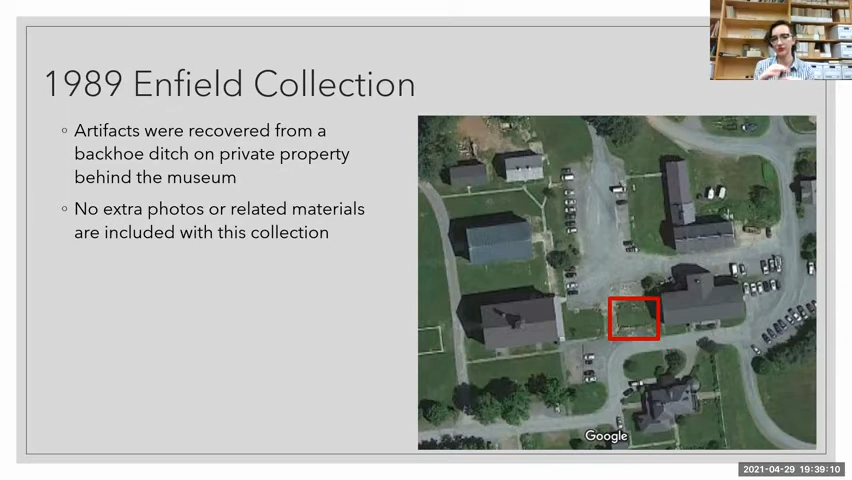 1989 Enfield Collection
◦ Artifacts were recovered from a
backhoe ditch on private property
behind the museum
◦ No extra photos or related materials
are included with this collection
Google
2021-04-29 19:39:10